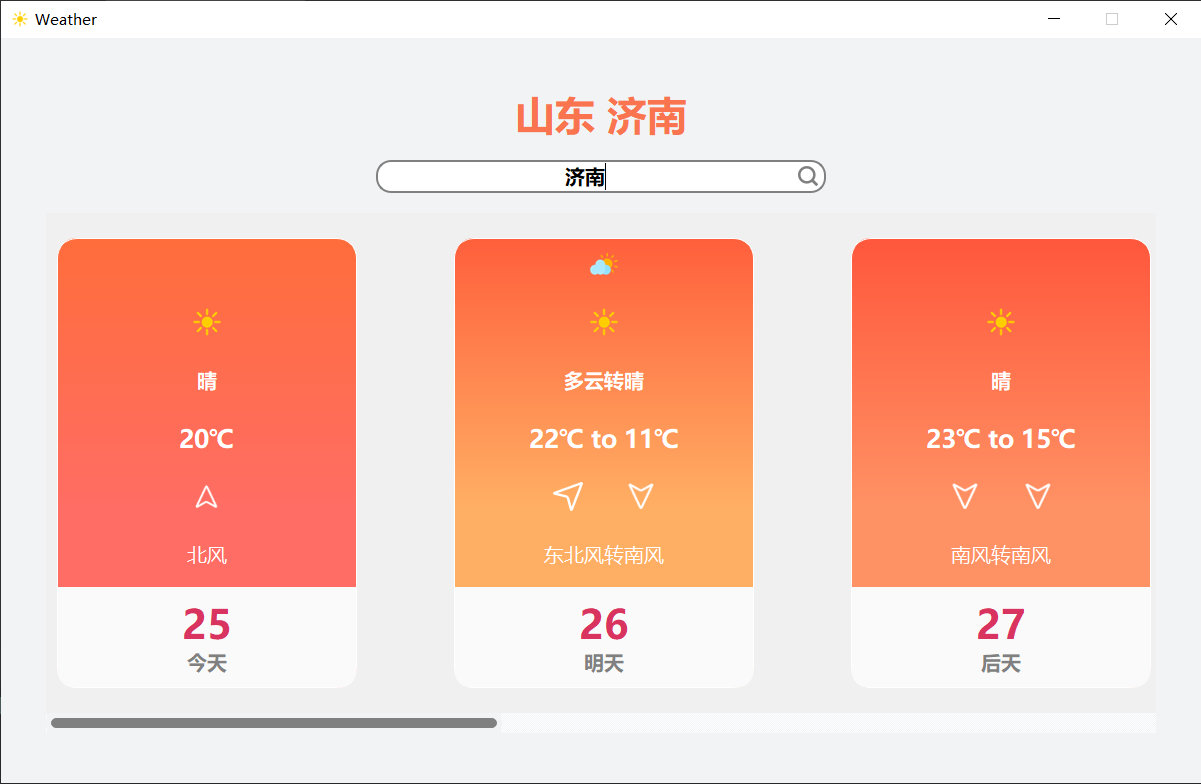 Weather
山东 济南
济南
晴
20℃
北风
25
今天
多云转晴
22℃ to 11℃
东北风转南风
26
明天
晴
23℃ to 15℃
南风转南风
27
后天